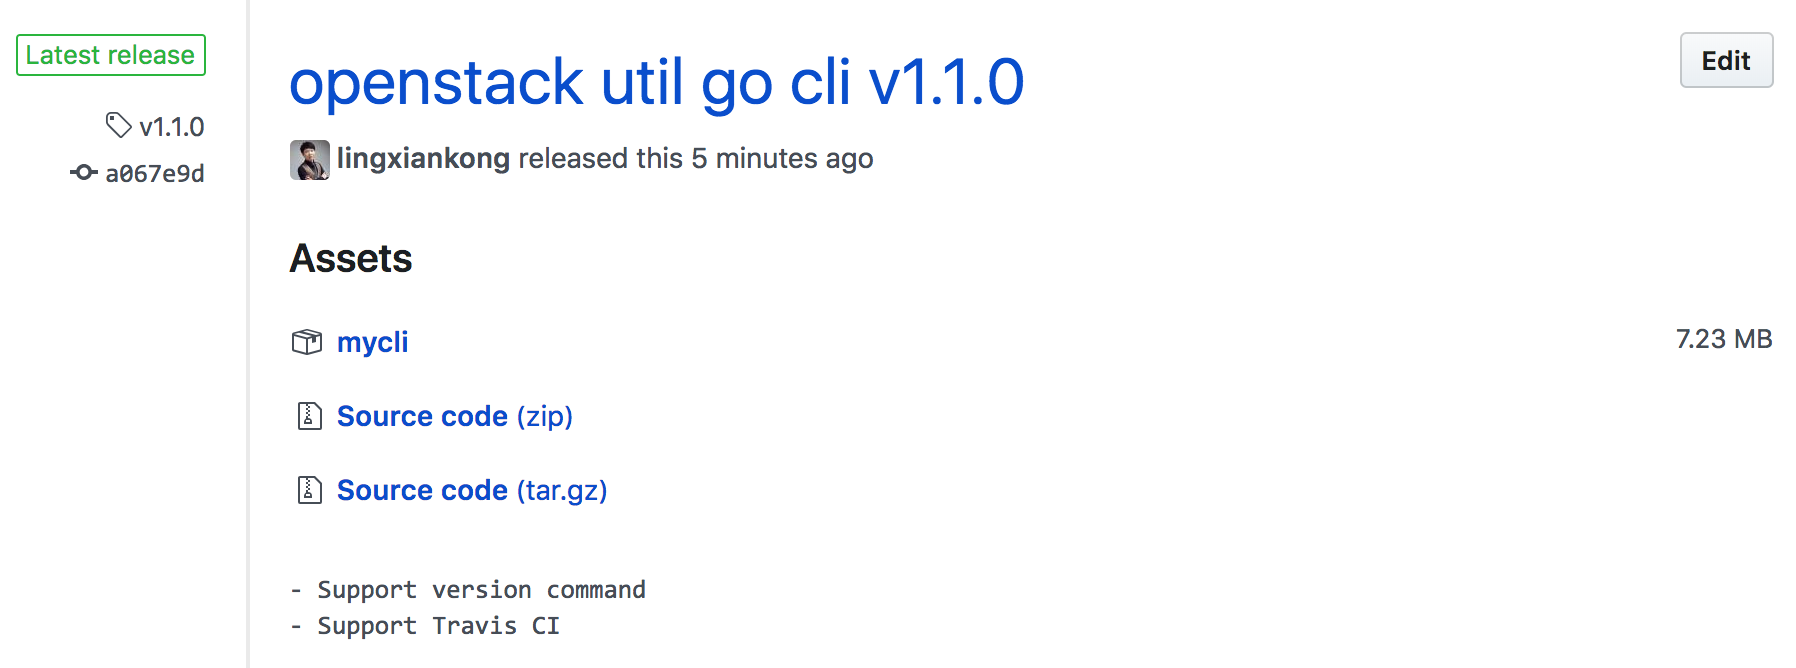 Latest release
v1.1.0
a067e9d
openstack util go cli v1.1.0
Edit
lingxiankong released this 5 minutes ago
Assets
mycli
7.23 MB
Source code (zip)
Source code (tar.gz)
- Support version command
- Support Travis CI